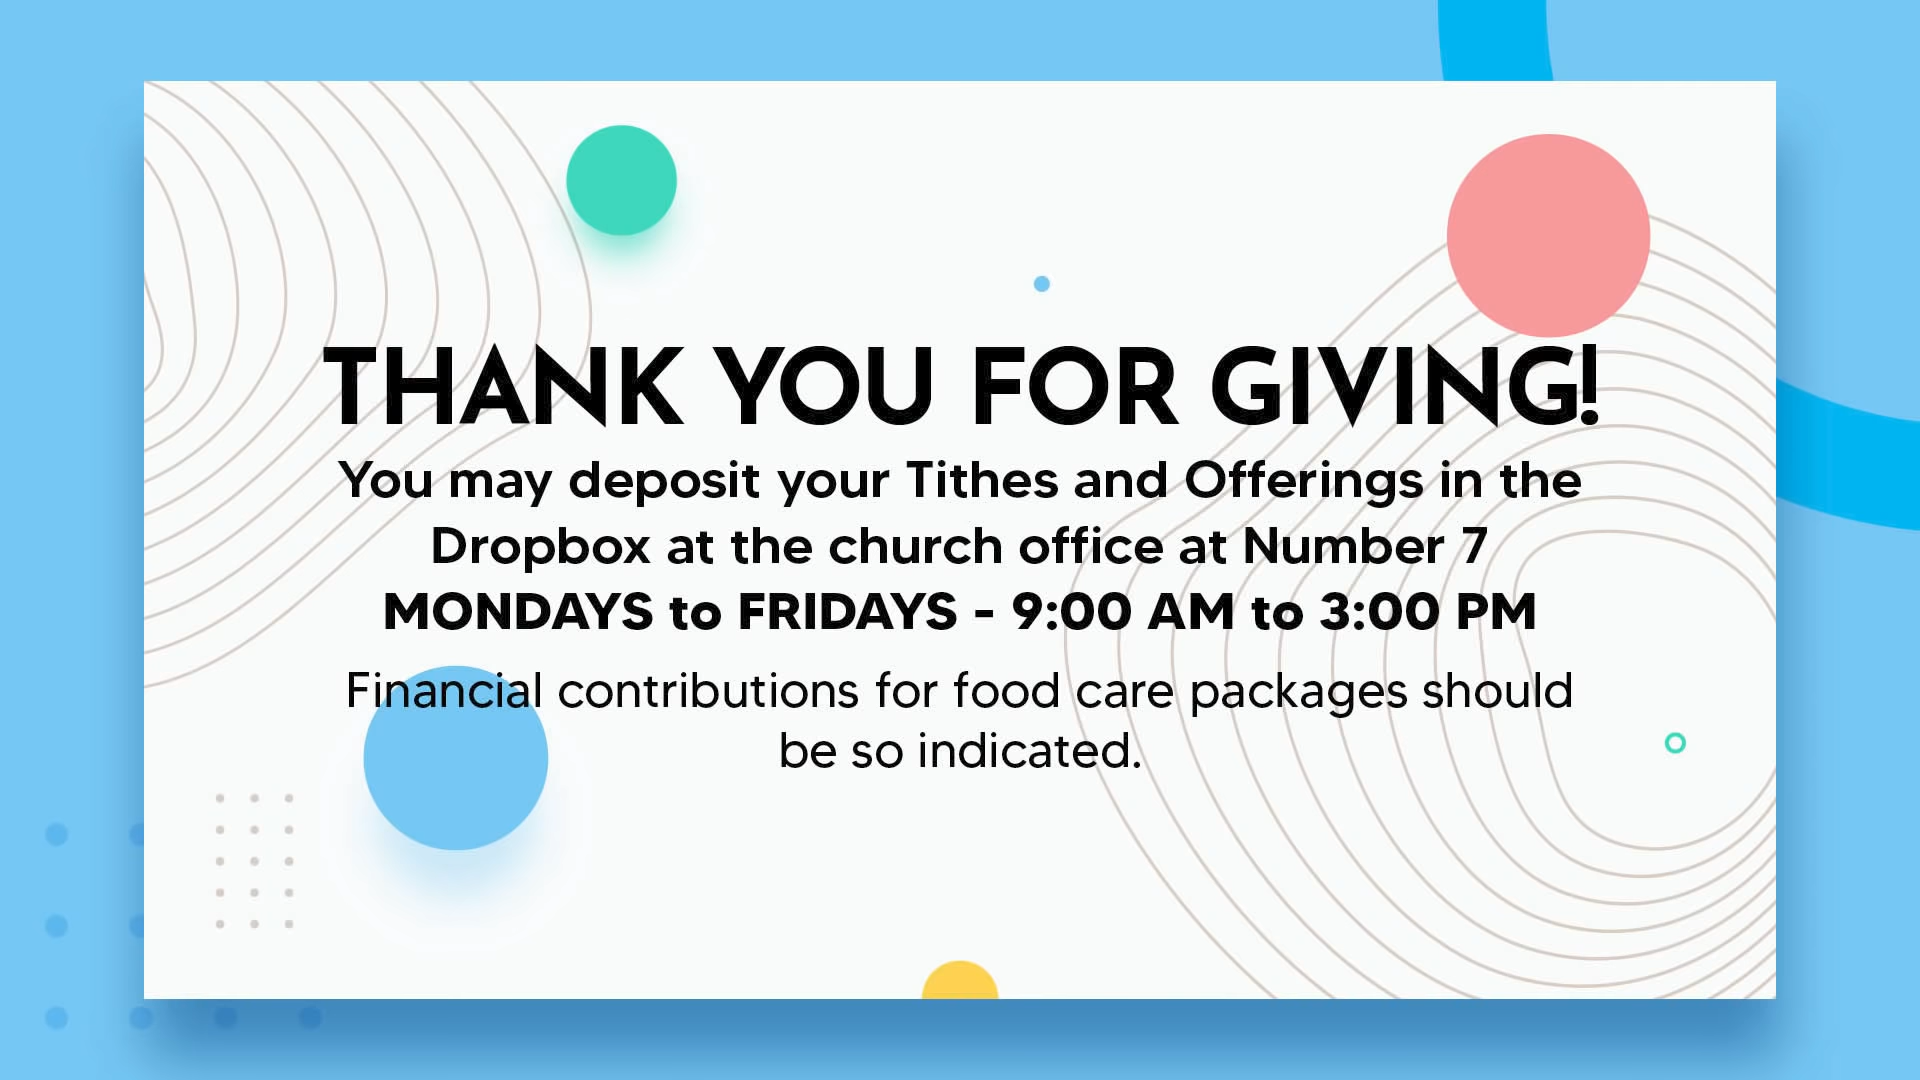 THANK YOU FOR GIVING!
You may deposit your Tithes and Offerings in the
Dropbox at the church office at Number 7
MONDAYS to FRIDAYS - 9:00 AM to 3:00 PM
Financial contributions for food care packages should
be so indicated.